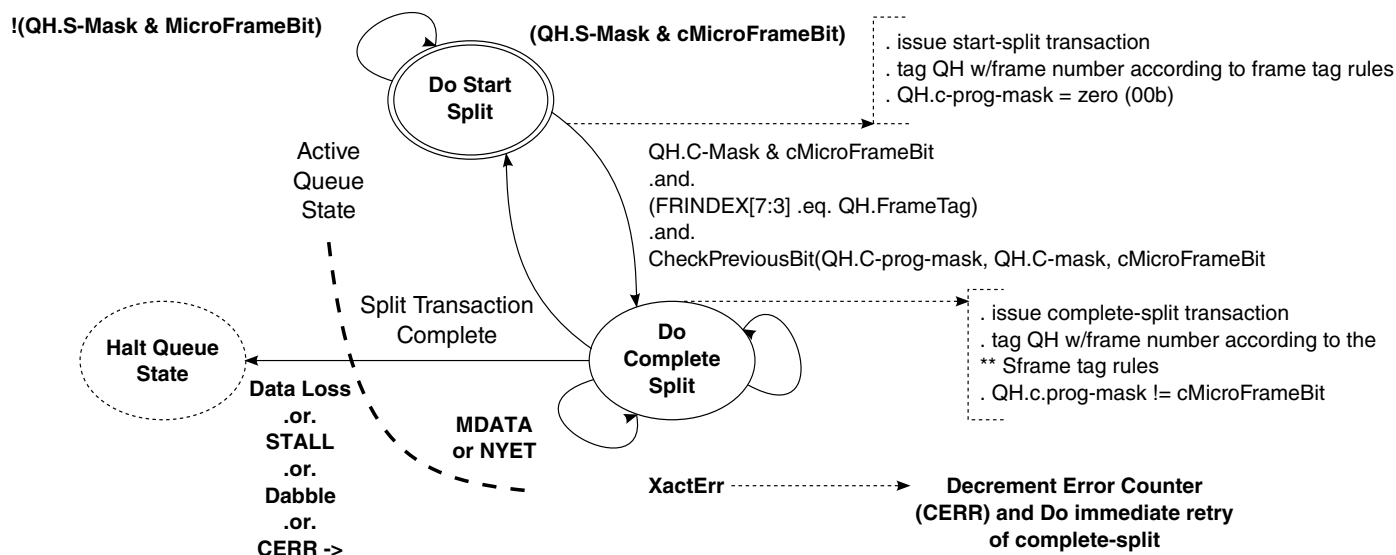 !(QH.S-Mask & MicroFrameBit)
(QH.S-Mask & cMicroFrameBit)
. issue start-split transaction
. tag QH w/frame number according to frame tag rules
. QH.c-prog-mask = zero (00b)
Do Start
Split
Active
Queue
State
QH.C-Mask & cMicroFrameBit
.and.
(FRINDEX[7:3] .eq. QH.FrameTag)
.and.
CheckPreviousBit(QH.C-prog-mask, QH.C-mask, cMicroFrameBit
Split Transaction
Complete
Halt Queue
State
Do
Complete
Split
. issue complete-split transaction
. tag QH w/frame number according to the
** Sframe tag rules
. QH.c.prog-mask != cMicroFrameBit
Data Loss
.or.
STALL
.or.
Dabble
.or.
CERR ->
MDATA
or NYET
XactErr
Decrement Error Counter
(CERR) and Do immediate retry
of complete-split